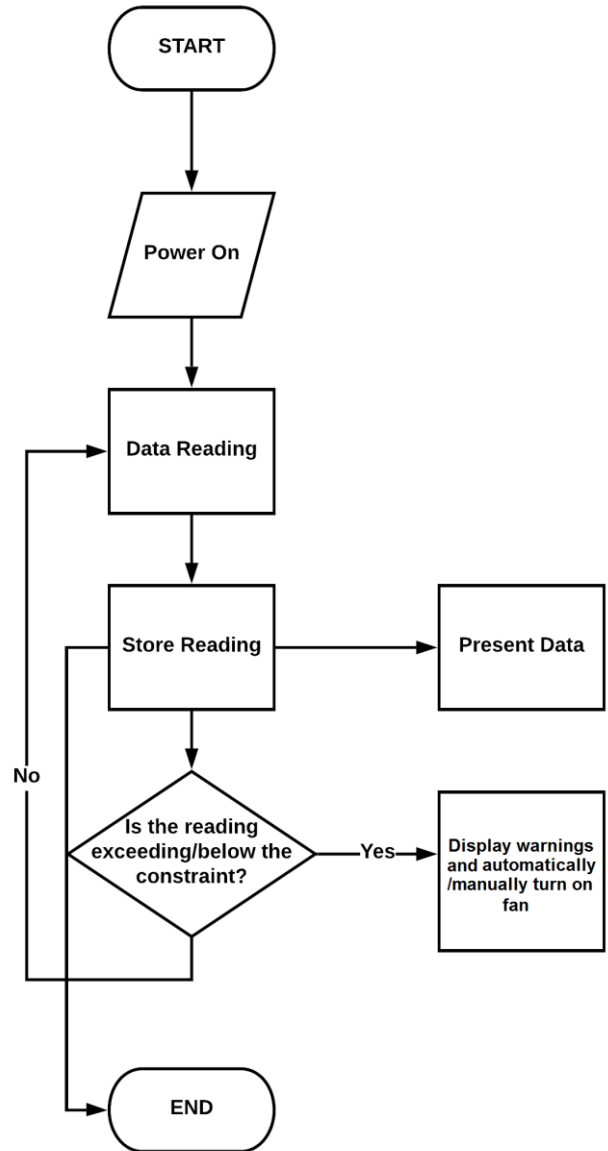 START
Power On
Data Reading
Store Reading
Present Data
No
Is the reading
exceeding/below the
constraint?
Yes
Display warnings
and automatically
/manually turn on
fan
END